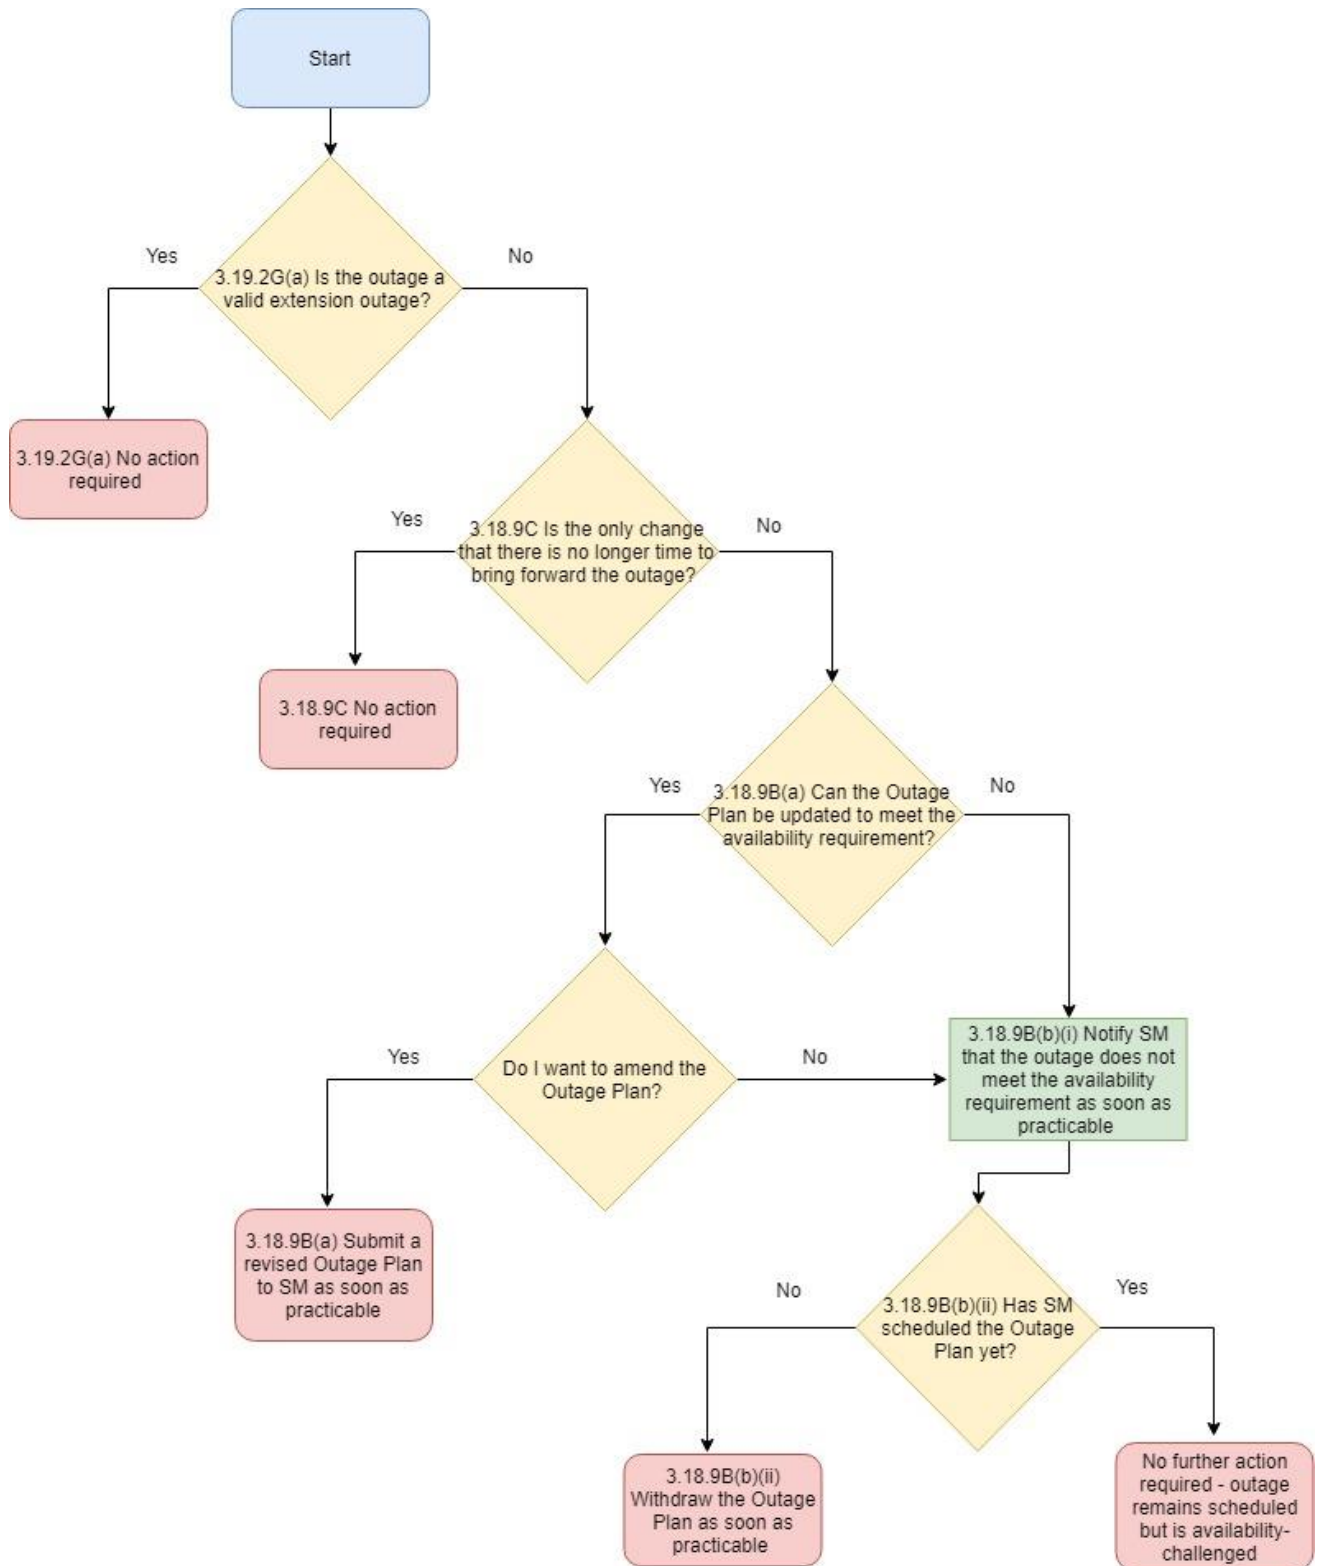 Start
Yes
No
3.19.2G(a) Is the outage a
valid extension outage?
3.19.2G(a) No action
required
Yes
No
3.18.9C Is the only change
that there is no longer time to
bring forward the outage?
3.18.9C No action
required
Yes
No
3.18.9B(a) Can the Outage
Plan be updated to meet the
availability requirement?
Yes
No
Do I want to amend the
Outage Plan?
3.18.9B(b)(i) Notify SM
that the outage does not
meet the availability
requirement as soon as
practicable
3.18.9B(a) Submit a
revised Outage Plan
to SM as soon as
practicable
No
Yes
3.18.9B(b)(ii) Has SM
scheduled the Outage
Plan yet?
3.18.9B(b)(ii)
Withdraw the Outage
Plan as soon as
practicable
No further action
required - outage
remains scheduled
but is availability-
challenged